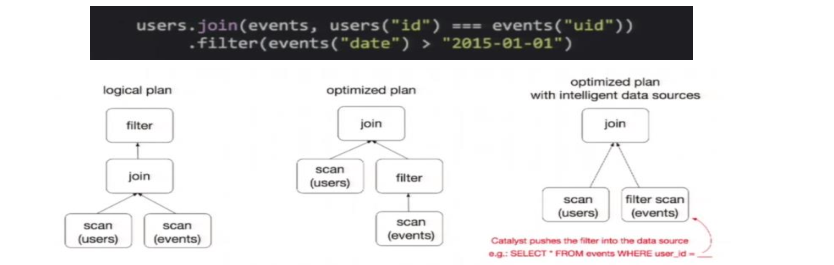 users.join(events, users("id") === events("uid"))
.filter(events("date") > "2015-01-01")
logical plan
filter
join
scan
(users)
scan
(events)
optimized plan
join
scan
(users)
filter
scan
(events)
optimized plan
with intelligent data sources
join
scan
(users)
filter scan
(events)
Catalyst pushes the filter into the data source
e.g.: SELECT * FROM events WHERE user_id = ___